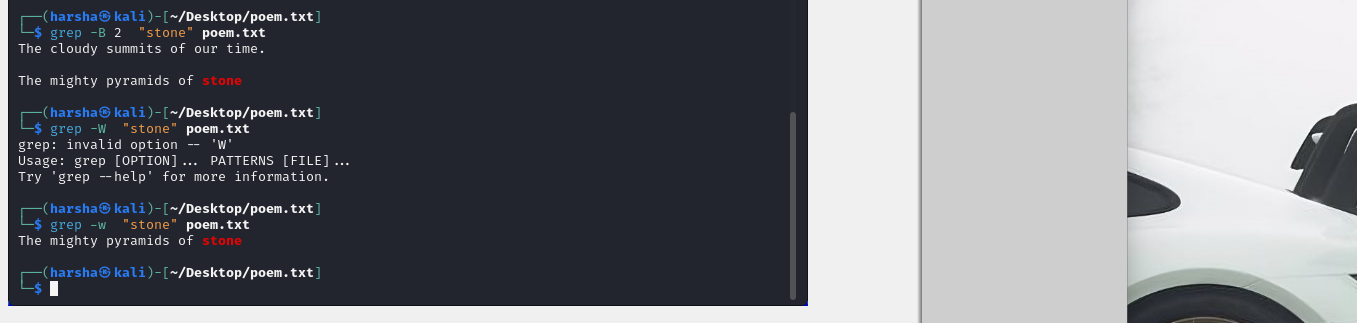 ┌──(harsha㉿kali)-[~/Desktop/poem.txt]
└─$ grep -B 2  "stone" poem.txt
The cloudy summits of our time.
The mighty pyramids of stone
┌──(harsha㉿kali)-[~/Desktop/poem.txt]
└─$ grep -W  "stone" poem.txt
grep: invalid option -- 'W'
Usage: grep [OPTION]... PATTERNS [FILE]...
Try 'grep --help' for more information.
┌──(harsha㉿kali)-[~/Desktop/poem.txt]
└─$ grep -w  "stone" poem.txt
The mighty pyramids of stone
┌──(harsha㉿kali)-[~/Desktop/poem.txt]
└─$